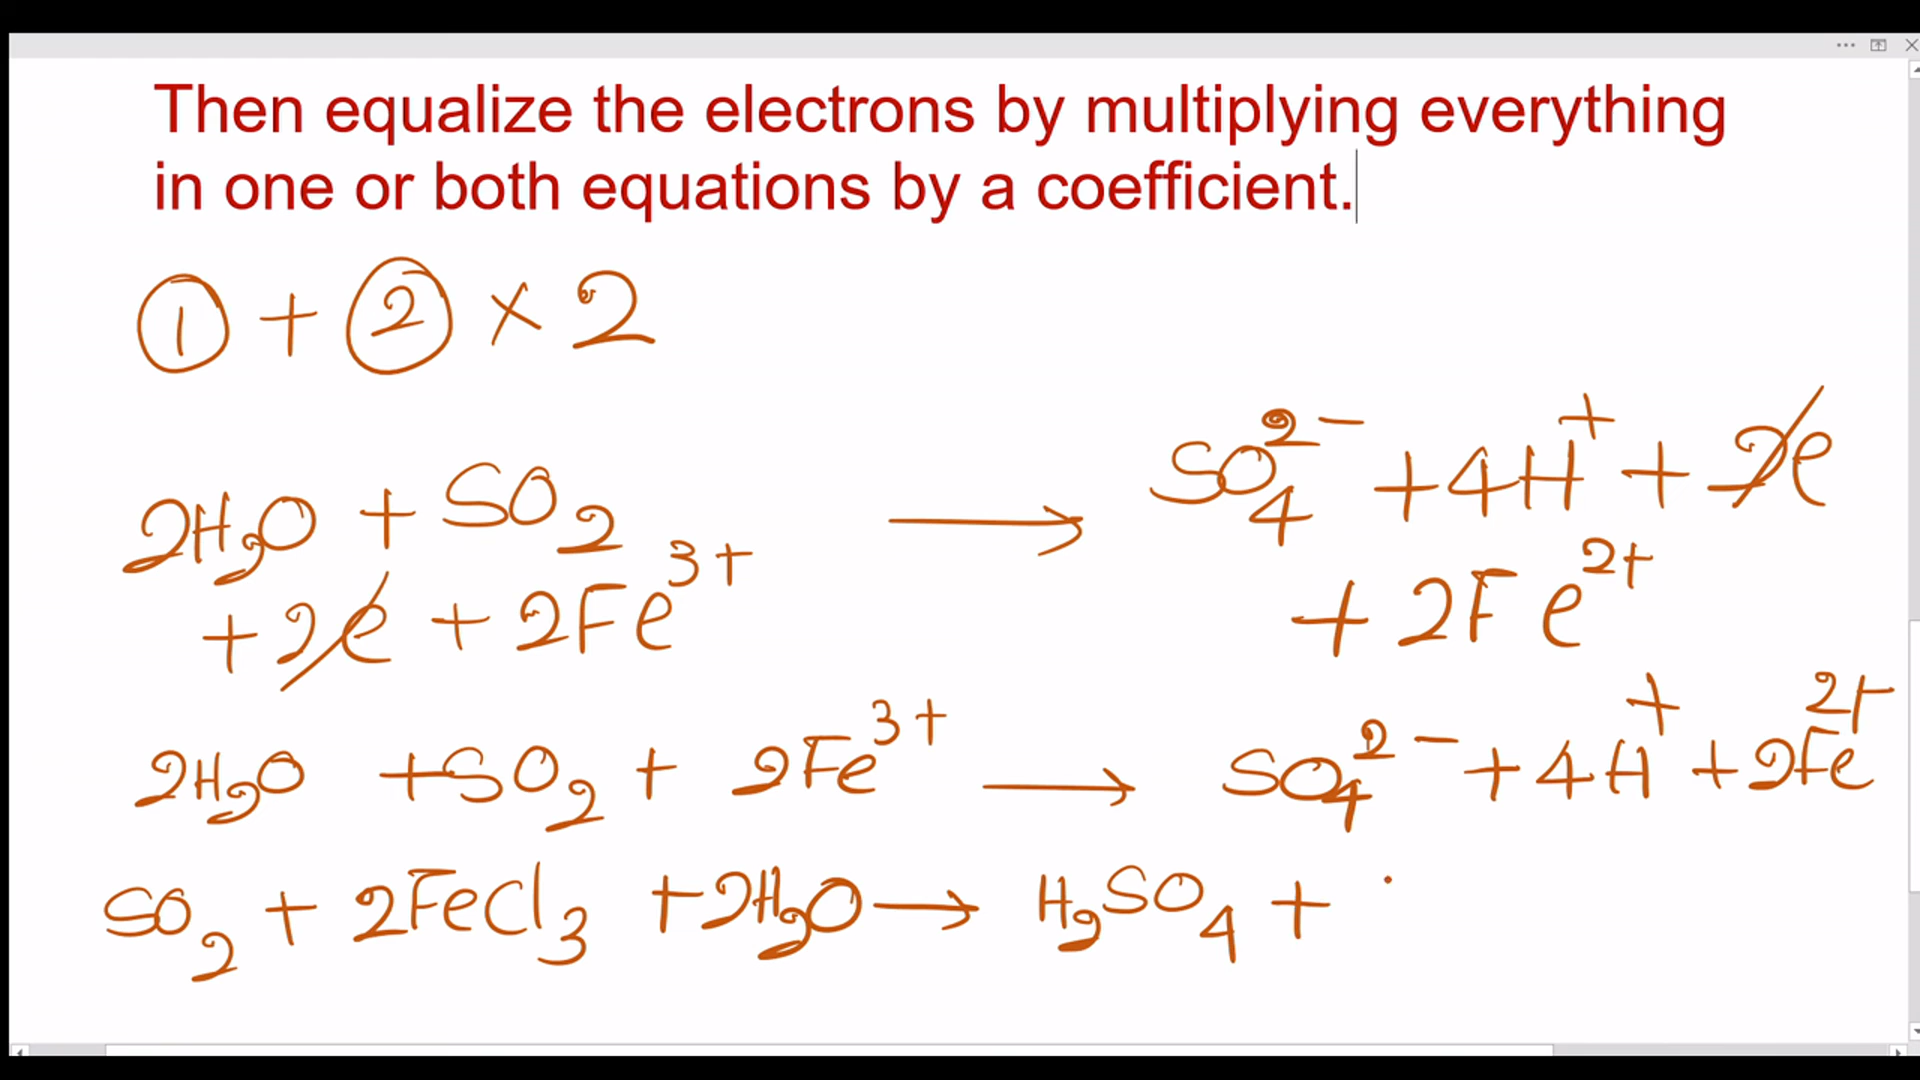 Then equalize the electrons by multiplying everything
in one or both equations by a coefficient.
① + ② × 2
2H₂O + SO₂ ⟶ SO₄²⁻ + 4H⁺ + 2e
+ 2e + 2Fe³⁺ + 2Fe²⁺
2H₂O + SO₂ + 2Fe³⁺ ⟶ SO₄²⁻ + 4H⁺ + 2Fe²⁺
SO₂ + 2FeCl₃ + 2H₂O ⟶ H₂SO₄ +